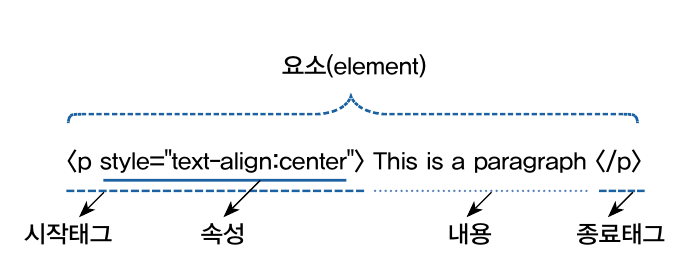 요소(element)
<p style="text-align:center"> This is a paragraph </p>
시작태그 속성 내용 종료태그